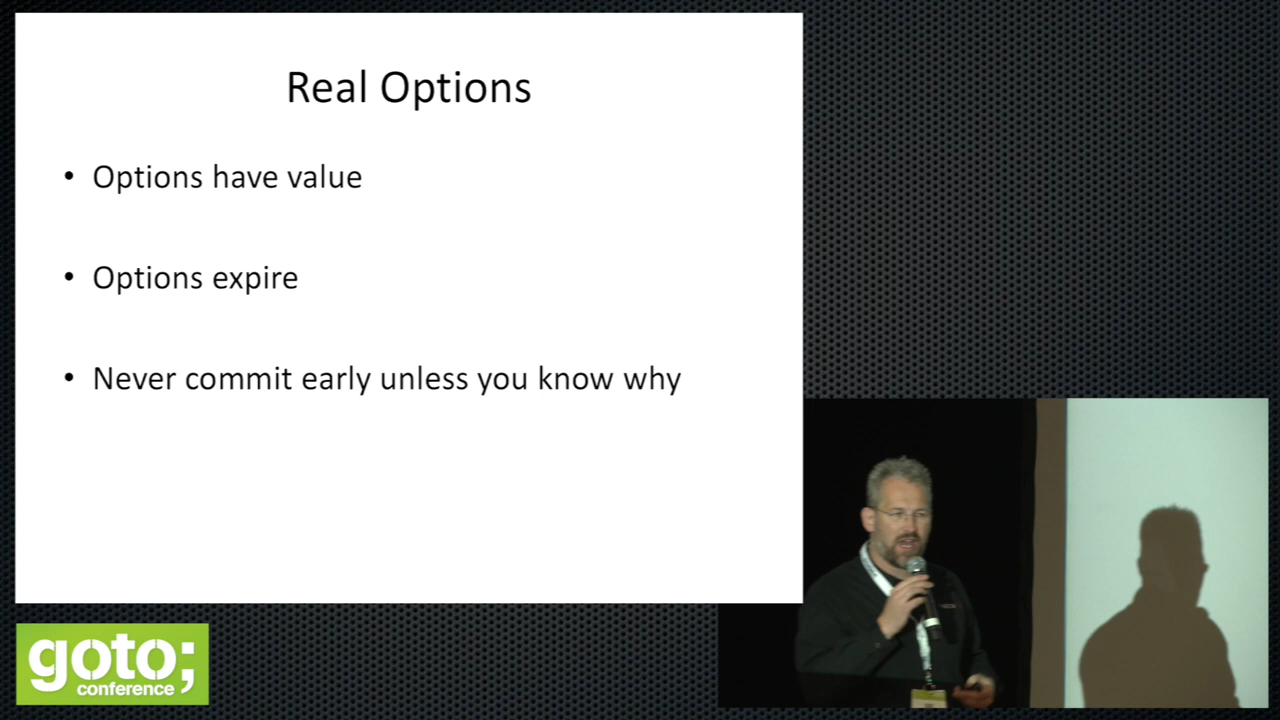 Real Options
• Options have value
• Options expire
• Never commit early unless you know why
goto;
conference